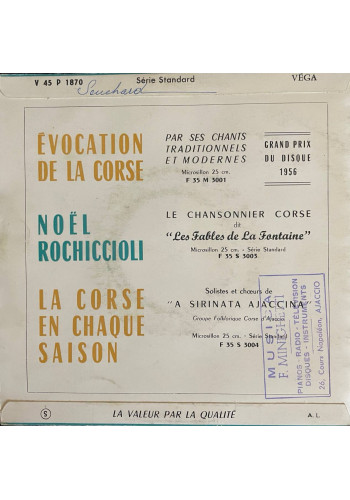 V 45 P 1870
Série Standard
VÉGA
Souchard
ÉVOCATION
DE LA CORSE
PAR SES CHANTS
TRADITIONNELS
ET MODERNES
Microsillon 25 cm.
F 35 M 3001
GRAND PRIX
DU DISQUE
1956
NOËL
ROCHICCIOLI
LE CHANSONNIER CORSE
dit
"Les Fables de La Fontaine"
Microsillon 25 cm. - Série Standard
F 35 S 3003
LA CORSE
EN CHAQUE
SAISON
Solistes et chœurs de
"A SIRINATA AJACCINA"
Groupe Folklorique Corse d'Ajaccio
Microsillon 25 cm. - Série Standard
F 35 S 3004
MUSICA
F. MINIGHETTI
PIANOS - RADIO - TÉLÉVISION
DISQUES - INSTRUMENTS
26, Cours Napoléon, AJACCIO
S
LA VALEUR PAR LA QUALITÉ
A. L.